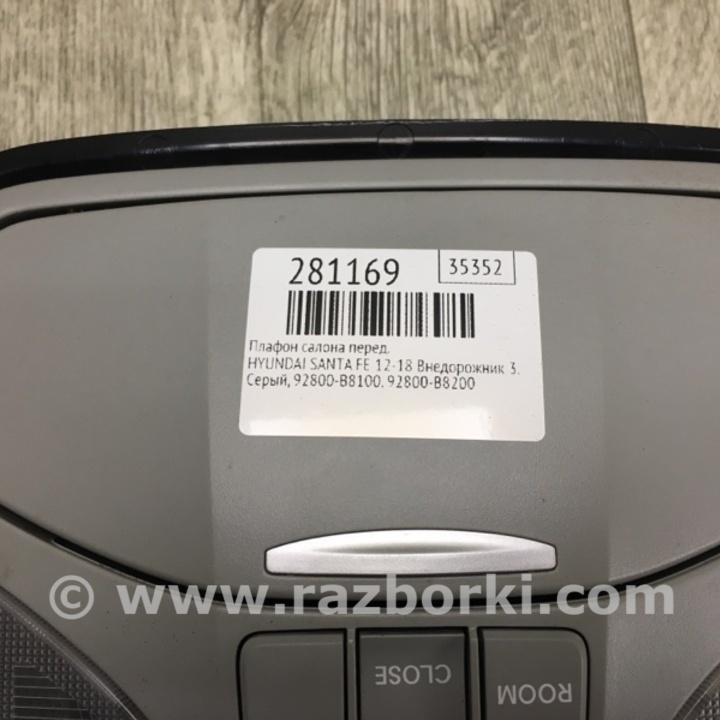 281169
35352
Плафон салона перед.
HYUNDAI SANTA FE 12-18 Внедорожник 3.
Серый, 92800-B8100. 92800-B8200
© www.razborki.com
CLOSE
ROOM